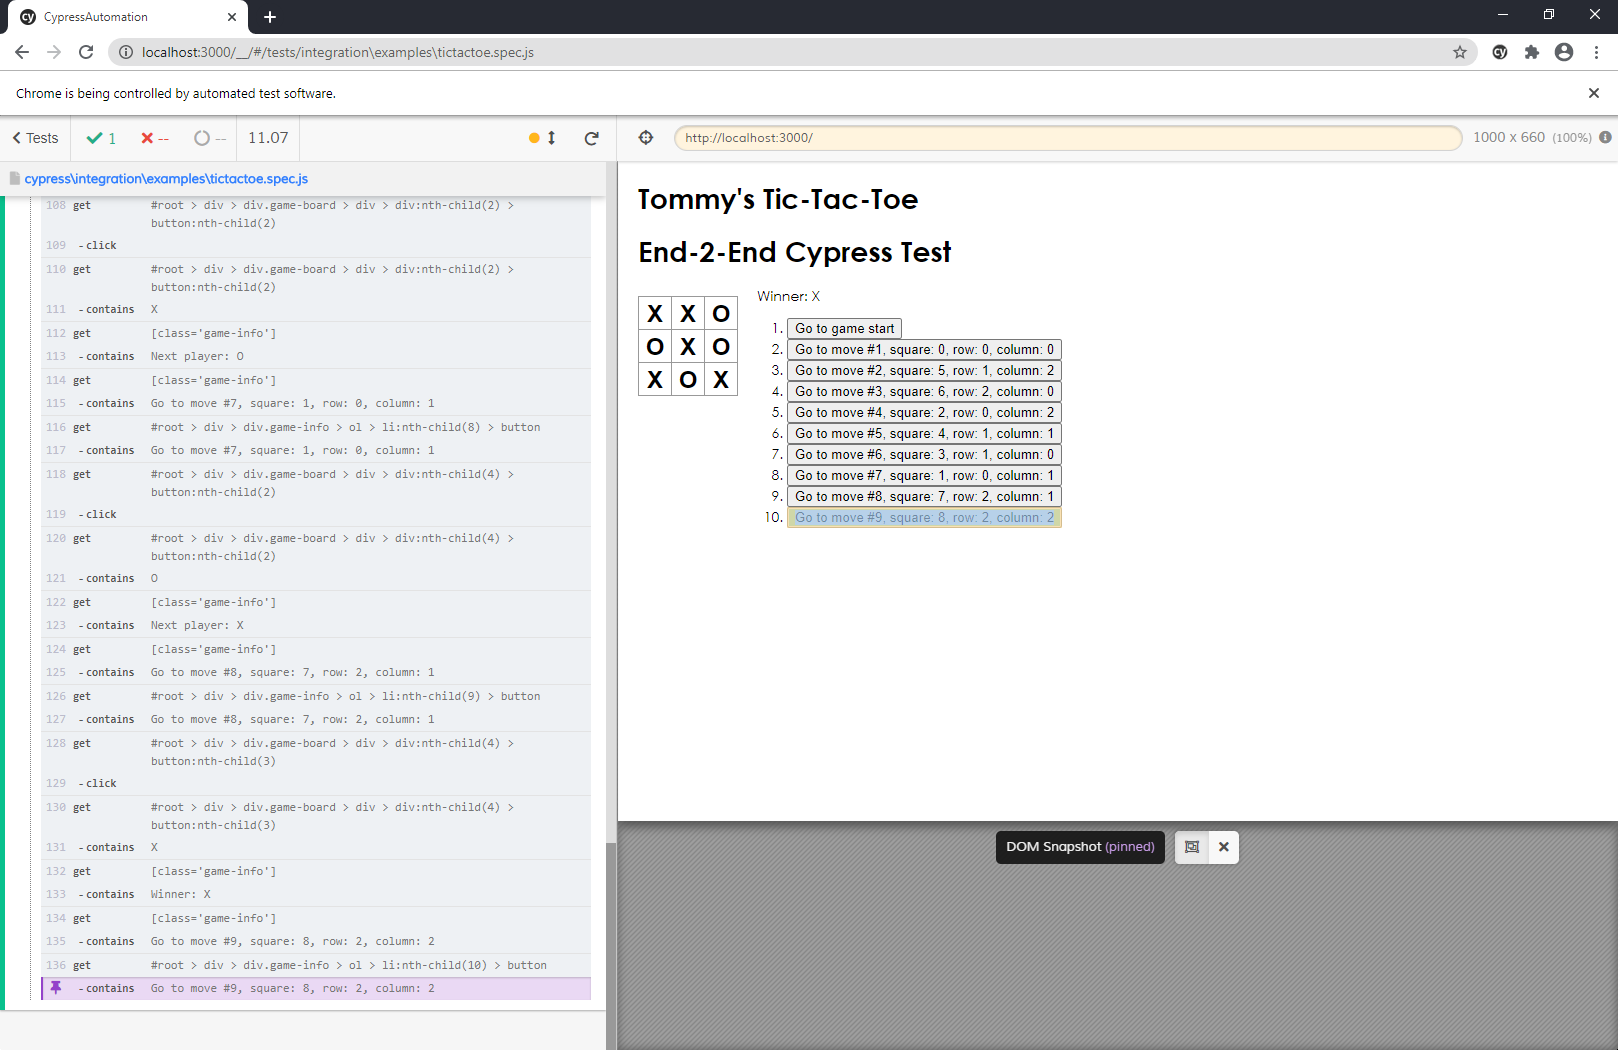 CypressAutomation
localhost:3000/__/#/tests/integration\examples\tictactoe.spec.js
Chrome is being controlled by automated test software.
Tests 1 -- -- 11.07
http://localhost:3000/ 1000 x 660 (100%)
cypress\integration\examples\tictactoe.spec.js
108 get #root > div > div.game-board > div > div:nth-child(2) >
button:nth-child(2)
109 -click
110 get #root > div > div.game-board > div > div:nth-child(2) >
button:nth-child(2)
111 -contains X
112 get [class='game-info']
113 -contains Next player: O
114 get [class='game-info']
115 -contains Go to move #7, square: 1, row: 0, column: 1
116 get #root > div > div.game-info > ol > li:nth-child(8) > button
117 -contains Go to move #7, square: 1, row: 0, column: 1
118 get #root > div > div.game-board > div > div:nth-child(4) >
button:nth-child(2)
119 -click
120 get #root > div > div.game-board > div > div:nth-child(4) >
button:nth-child(2)
121 -contains O
122 get [class='game-info']
123 -contains Next player: X
124 get [class='game-info']
125 -contains Go to move #8, square: 7, row: 2, column: 1
126 get #root > div > div.game-info > ol > li:nth-child(9) > button
127 -contains Go to move #8, square: 7, row: 2, column: 1
128 get #root > div > div.game-board > div > div:nth-child(4) >
button:nth-child(3)
129 -click
130 get #root > div > div.game-board > div > div:nth-child(4) >
button:nth-child(3)
131 -contains X
132 get [class='game-info']
133 -contains Winner: X
134 get [class='game-info']
135 -contains Go to move #9, square: 8, row: 2, column: 2
136 get #root > div > div.game-info > ol > li:nth-child(10) > button
-contains Go to move #9, square: 8, row: 2, column: 2
Tommy's Tic-Tac-Toe
End-2-End Cypress Test
X X O
O X O
X O X
Winner: X
1. Go to game start
2. Go to move #1, square: 0, row: 0, column: 0
3. Go to move #2, square: 5, row: 1, column: 2
4. Go to move #3, square: 6, row: 2, column: 0
5. Go to move #4, square: 2, row: 0, column: 2
6. Go to move #5, square: 4, row: 1, column: 1
7. Go to move #6, square: 3, row: 1, column: 0
8. Go to move #7, square: 1, row: 0, column: 1
9. Go to move #8, square: 7, row: 2, column: 1
10. Go to move #9, square: 8, row: 2, column: 2
DOM Snapshot (pinned)